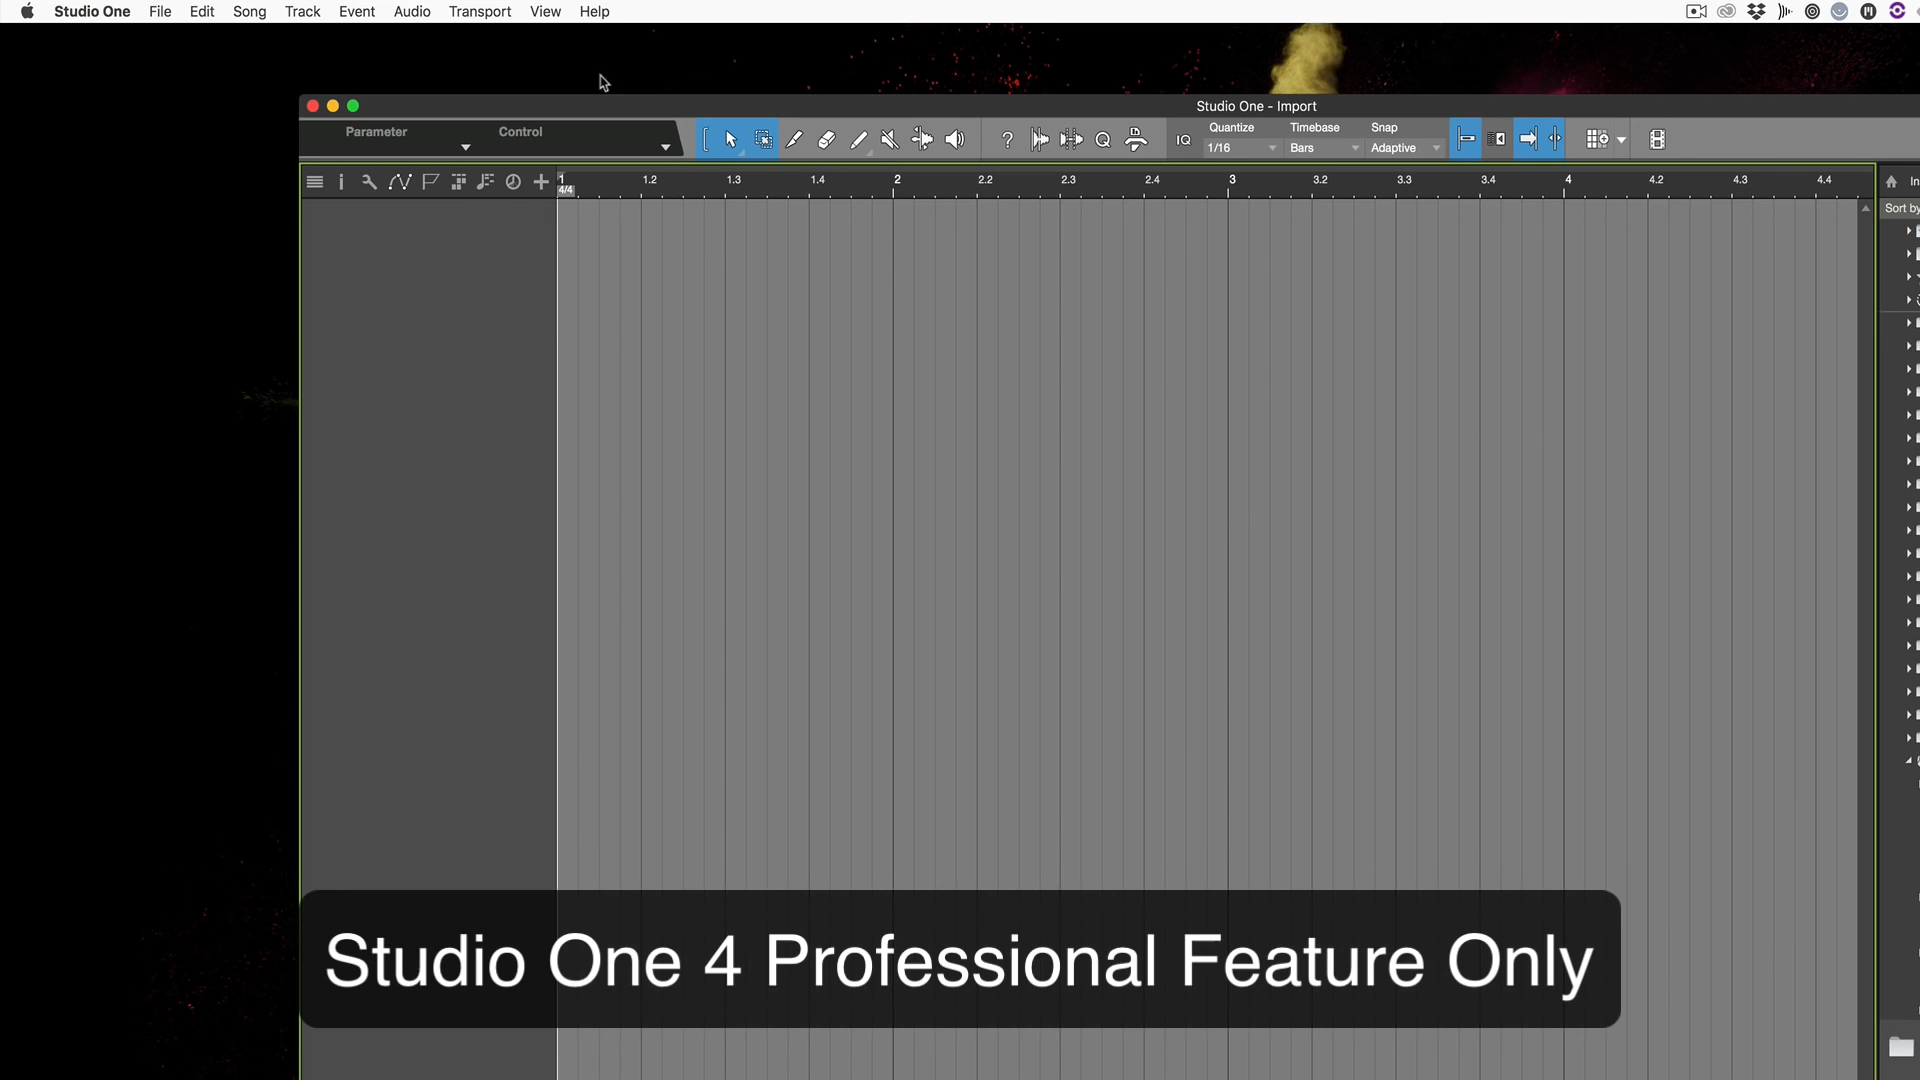 Studio One File Edit Song Track Event Audio Transport View Help
Studio One - Import
Parameter Control
IQ Quantize Timebase Snap
1/16 Bars Adaptive
1 1.2 1.3 1.4 2 2.2 2.3 2.4 3 3.2 3.3 3.4 4 4.2 4.3 4.4
4/4
In
Sort by
Studio One 4 Professional Feature Only